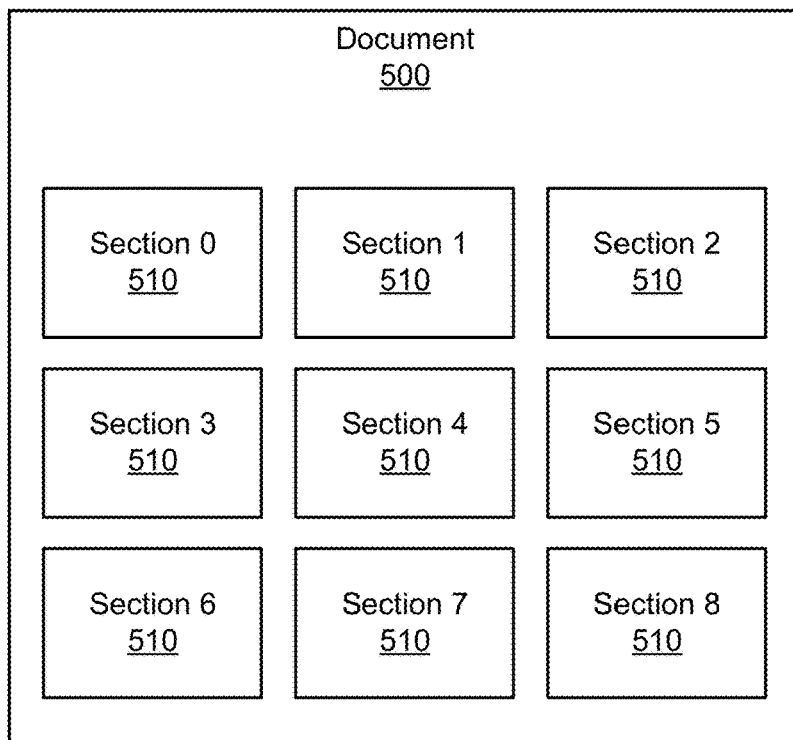 Document
500
Section 0
510
Section 1
510
Section 2
510
Section 3
510
Section 4
510
Section 5
510
Section 6
510
Section 7
510
Section 8
510